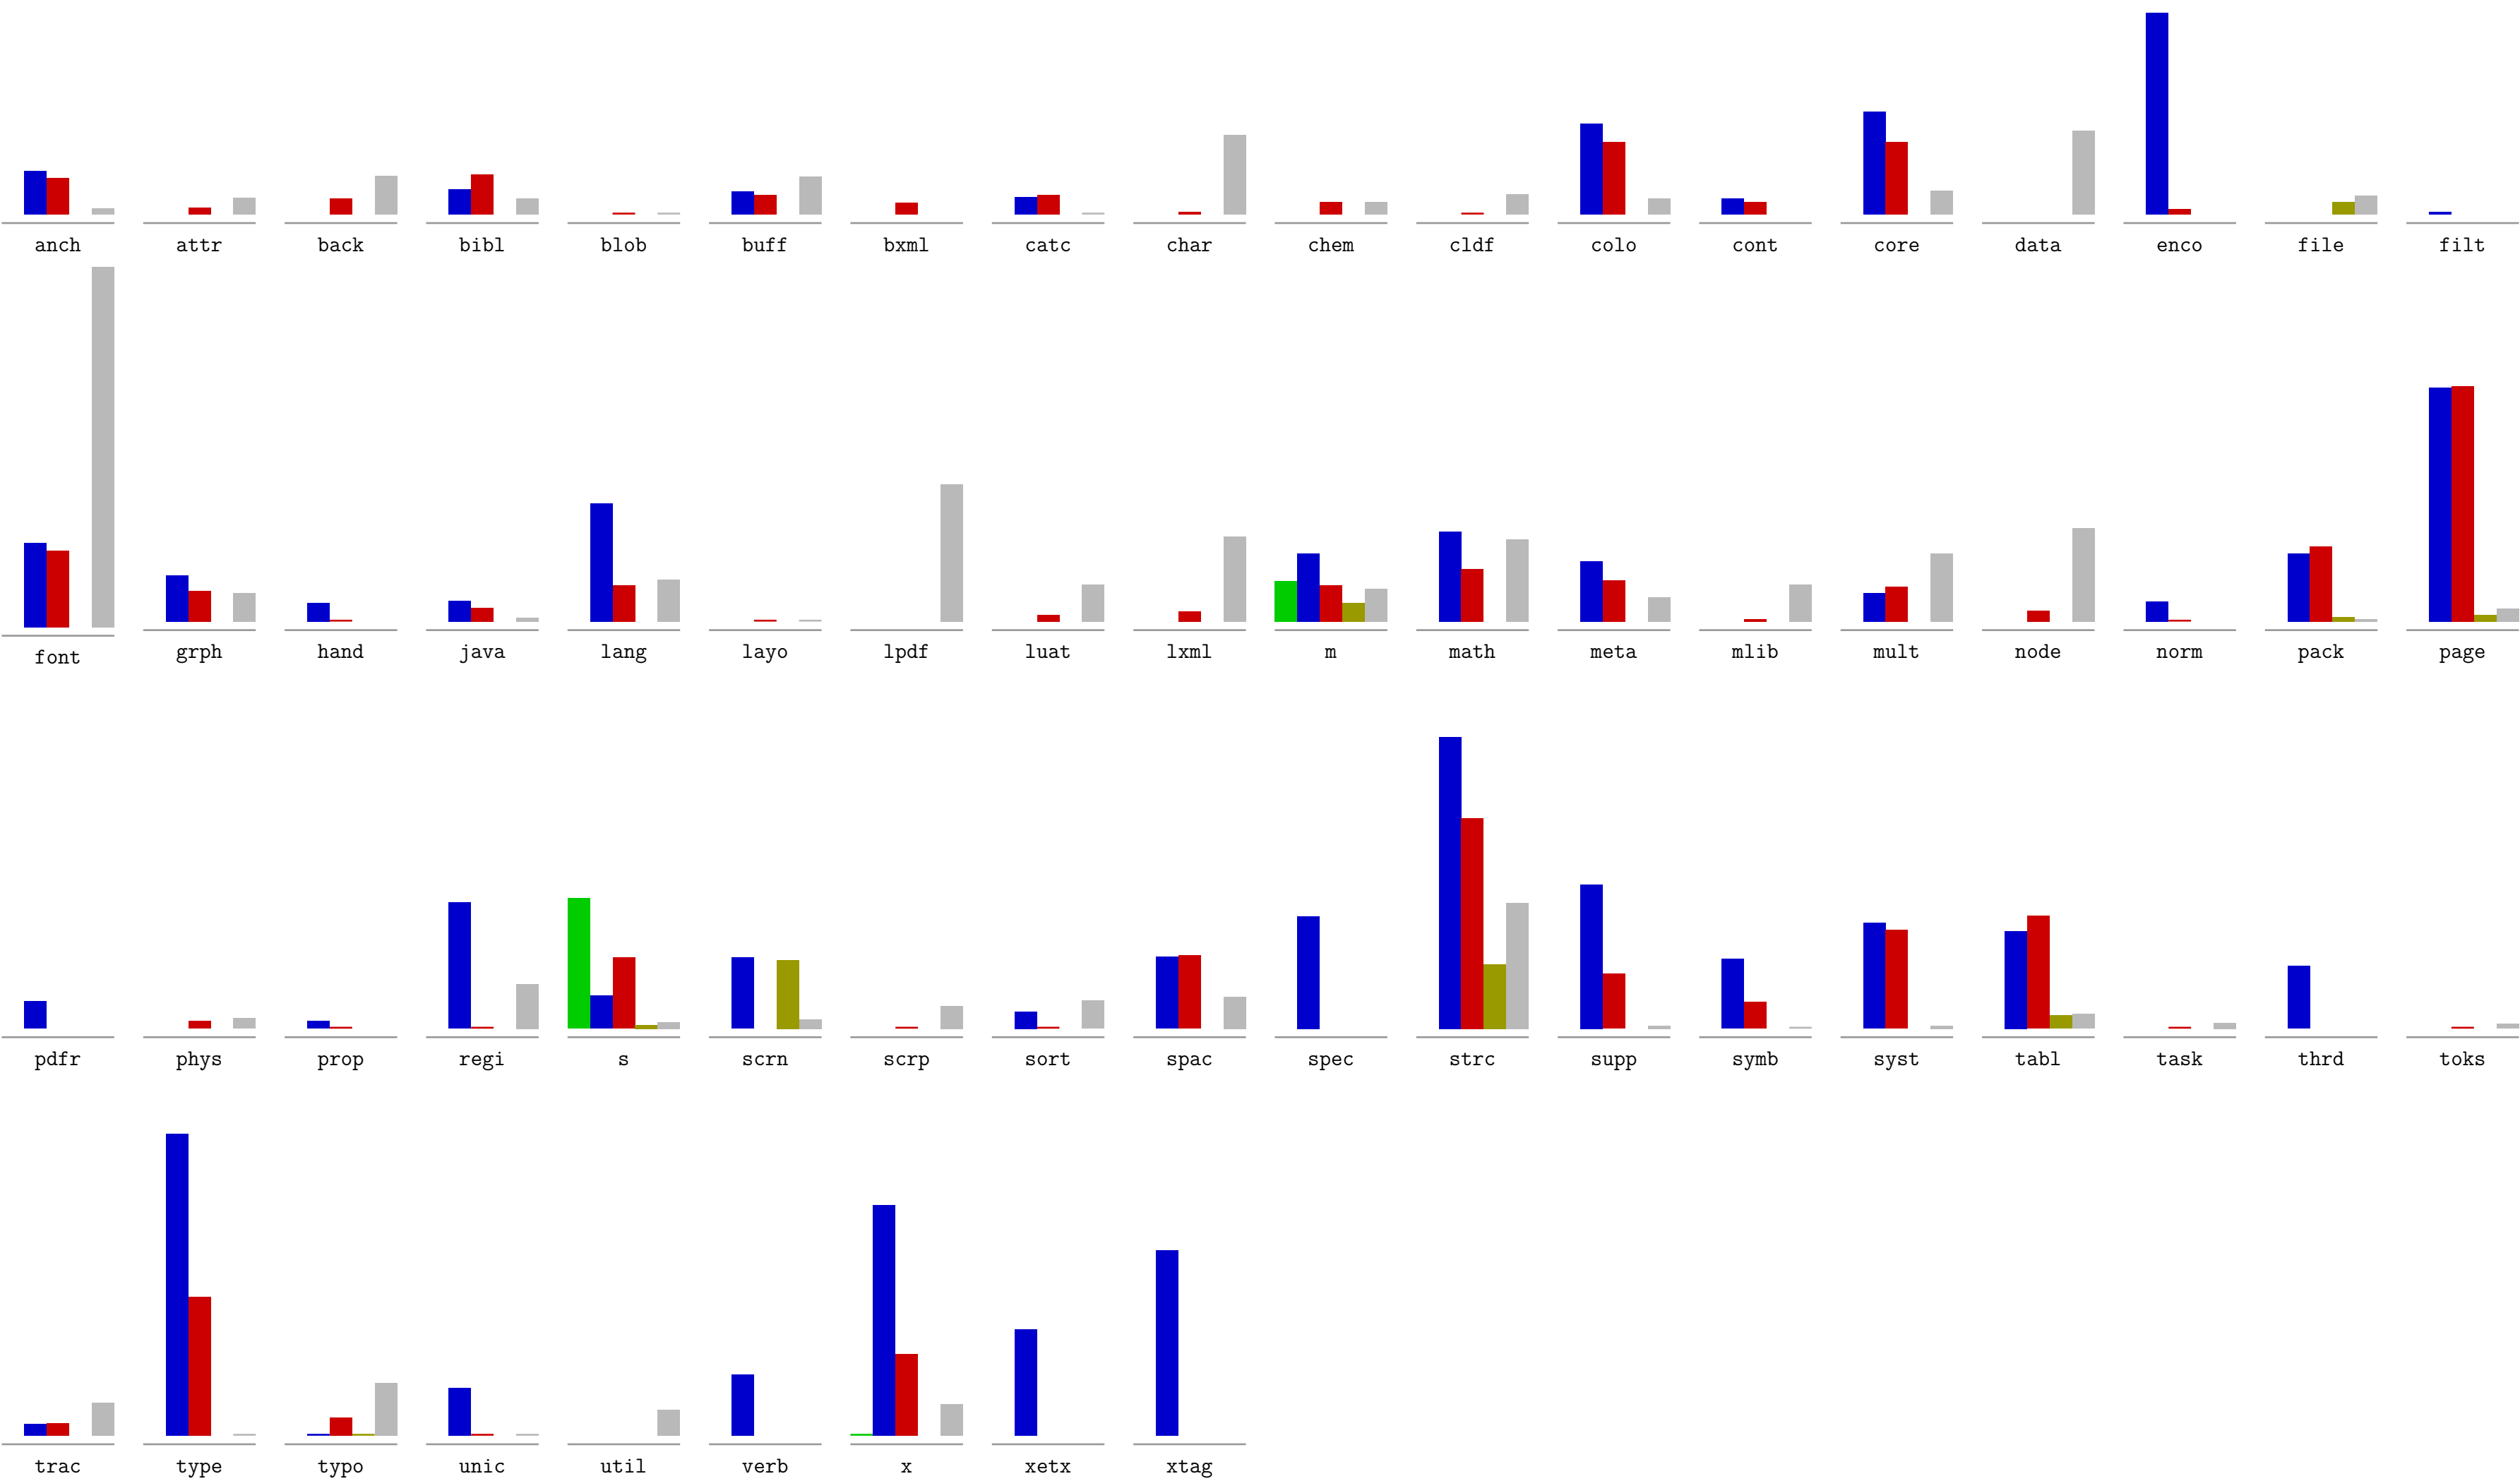 anch attr back bibl blob buff bxml catc char chem cldf colo cont core data enco file filt
font grph hand java lang layo lpdf luat lxml m math meta mlib mult node norm pack page
pdfr phys prop regi s scrn scrp sort spac spec strc supp symb syst tabl task thrd toks
trac type typo unic util verb x xetx xtag